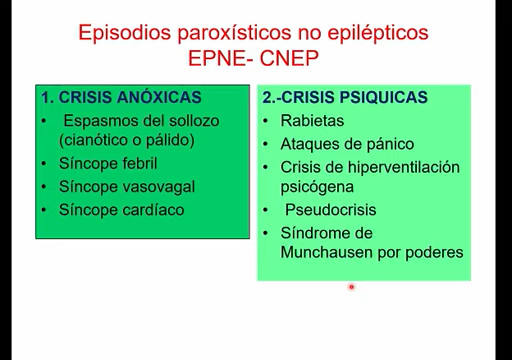 Episodios paroxísticos no epilépticos
EPNE- CNEP
1. CRISIS ANÓXICAS
• Espasmos del sollozo
(cianótico o pálido)
• Síncope febril
• Síncope vasovagal
• Síncope cardíaco
2.-CRISIS PSIQUICAS
• Rabietas
• Ataques de pánico
• Crisis de hiperventilación
psicógena
• Pseudocrisis
• Síndrome de
Munchausen por poderes